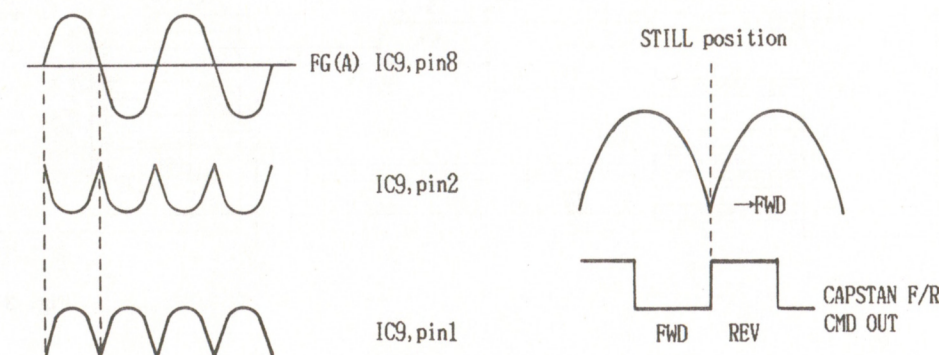 FG(A) IC9,pin8
IC9,pin2
IC9,pin1
STILL position
→FWD
FWD REV
CAPSTAN F/R
CMD OUT